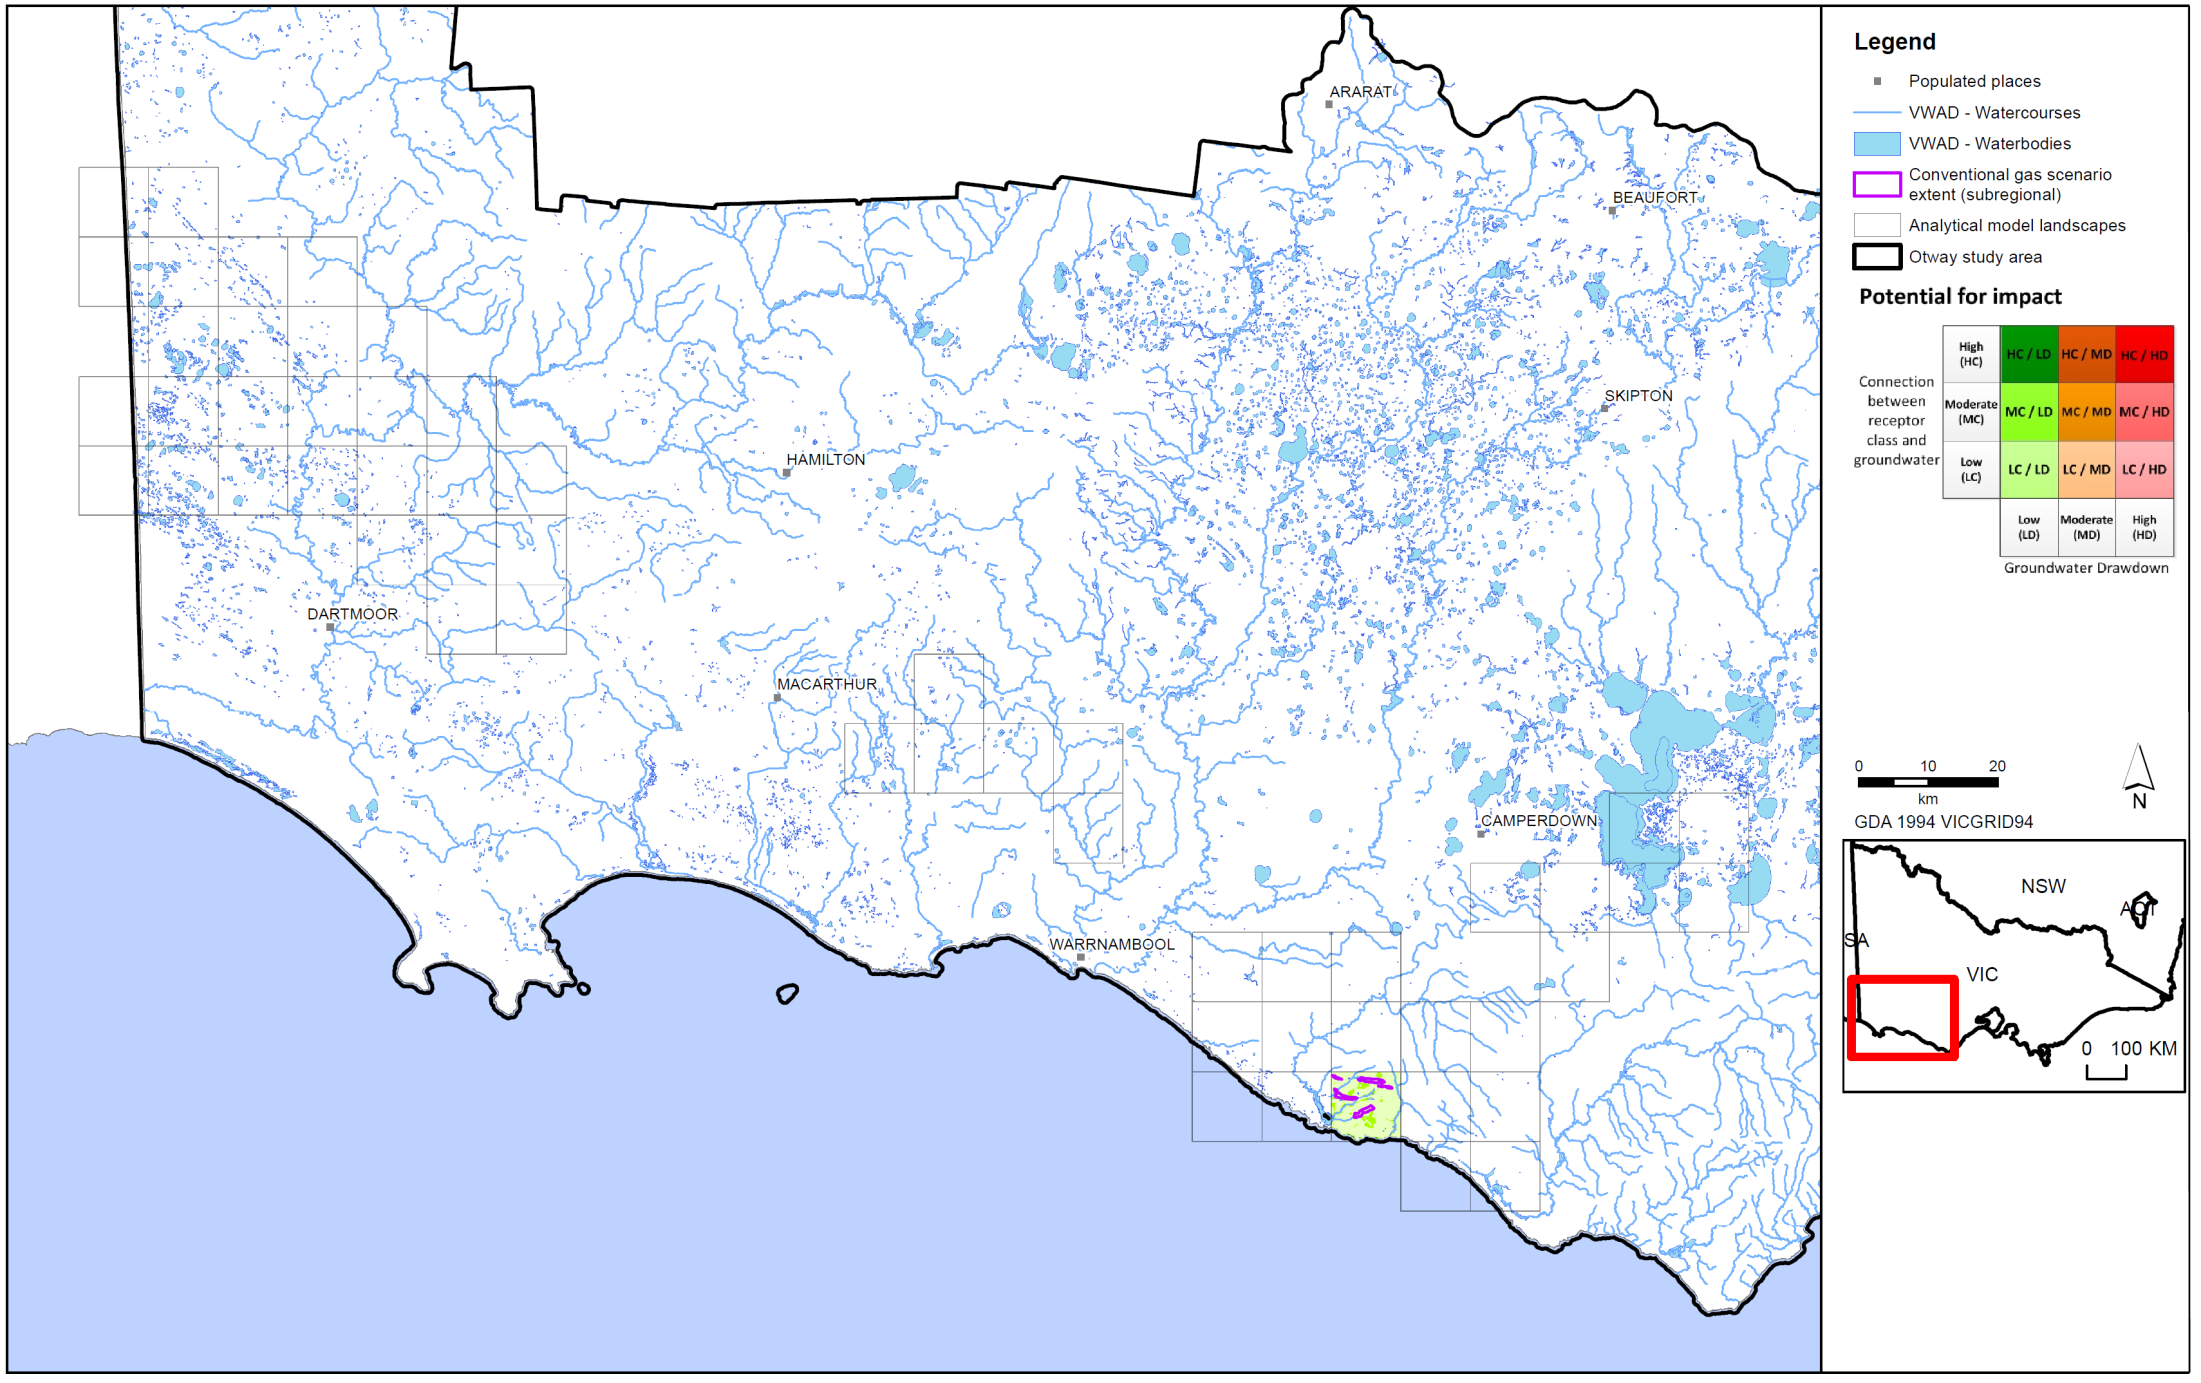 ARARAT
BEAUFORT
SKIPTON
HAMILTON
DARTMOOR
MACARTHUR
CAMPERDOWN
WARRNAMBOOL
Legend
Populated places
VWAD - Watercourses
VWAD - Waterbodies
Conventional gas scenario
extent (subregional)
Analytical model landscapes
Otway study area
Potential for impact
Connection
between
receptor
class and
groundwater
High
(HC)
HC / LD HC / MD HC / HD
Moderate
(MC)
MC / LD MC / MD MC / HD
Low
(LC)
LC / LD LC / MD LC / HD
Low
(LD)
Moderate
(MD)
High
(HD)
Groundwater Drawdown
0 10 20
km
N
GDA 1994 VICGRID94
NSW
ACT
SA
VIC
0 100 KM